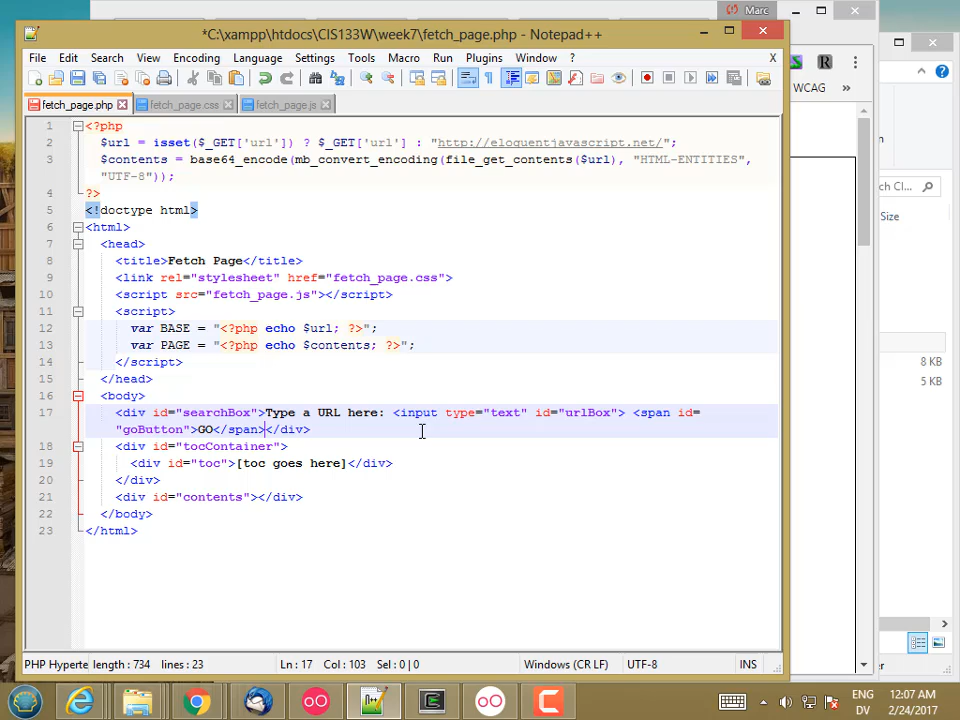 Marc
*C:\xampp\htdocs\CIS133W\week7\fetch_page.php - Notepad++
File Edit Search View Encoding Language Settings Tools Macro Run Plugins Window ?
WCAG »
fetch_page.php fetch_page.css fetch_page.js
1 <?php
2 $url = isset($_GET['url']) ? $_GET['url'] : "http://eloquentjavascript.net/";
3 $contents = base64_encode(mb_convert_encoding(file_get_contents($url), "HTML-ENTITIES",
"UTF-8"));
4 ?>
5 <!doctype html>
6 <html>
7 <head>
8 <title>Fetch Page</title>
9 <link rel="stylesheet" href="fetch_page.css">
10 <script src="fetch_page.js"></script>
11 <script>
12 var BASE = "<?php echo $url; ?>";
13 var PAGE = "<?php echo $contents; ?>";
14 </script>
15 </head>
16 <body>
17 <div id="searchBox">Type a URL here: <input type="text" id="urlBox"> <span id=
"goButton">GO</span></div>
18 <div id="tocContainer">
19 <div id="toc">[toc goes here]</div>
20 </div>
21 <div id="contents"></div>
22 </body>
23 </html>
ch Cl...
Size
8 KB
5 KB
PHP Hyperte length : 734 lines : 23 Ln : 17 Col : 103 Sel : 0 | 0 Windows (CR LF) UTF-8 INS
ENG
DV
12:07 AM
2/24/2017